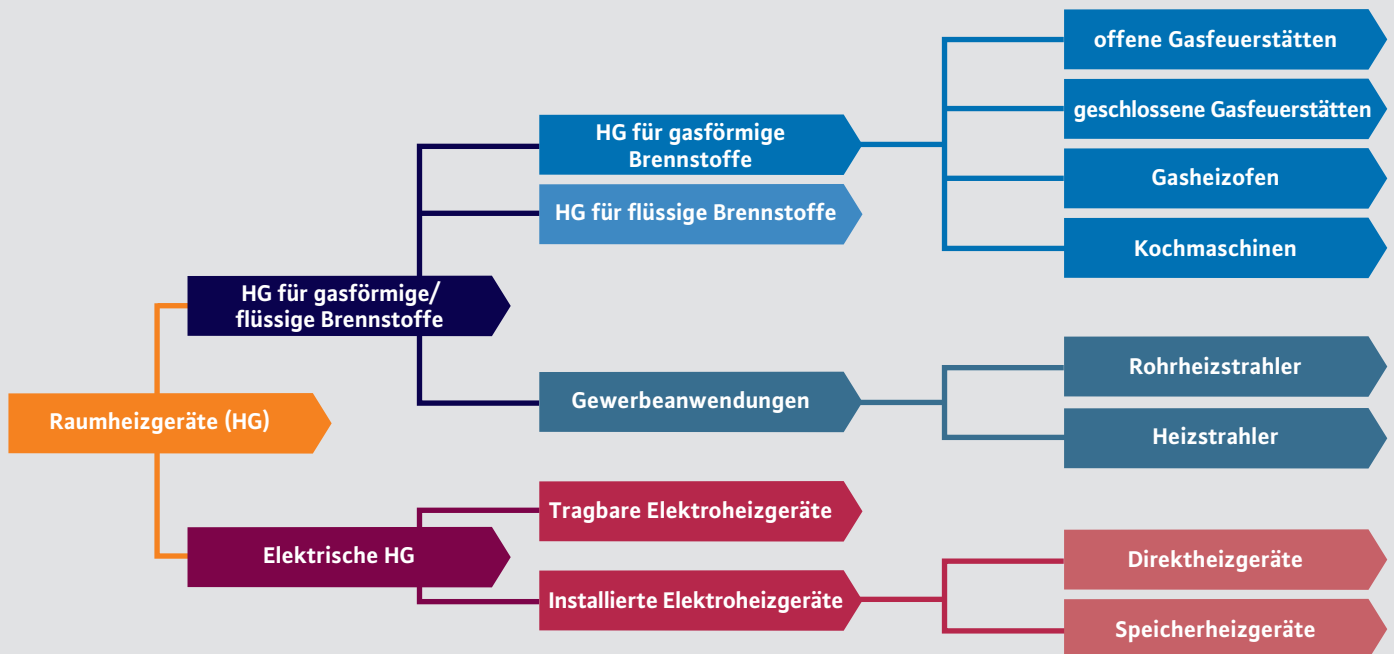 Raumheizgeräte (HG)
HG für gasförmige/
flüssige Brennstoffe
HG für gasförmige
Brennstoffe
offene Gasfeuerstätten
geschlossene Gasfeuerstätten
Gasheizofen
Kochmaschinen
HG für flüssige Brennstoffe
Gewerbeanwendungen
Rohrheizstrahler
Heizstrahler
Elektrische HG
Tragbare Elektroheizgeräte
Installierte Elektroheizgeräte
Direktheizgeräte
Speicherheizgeräte